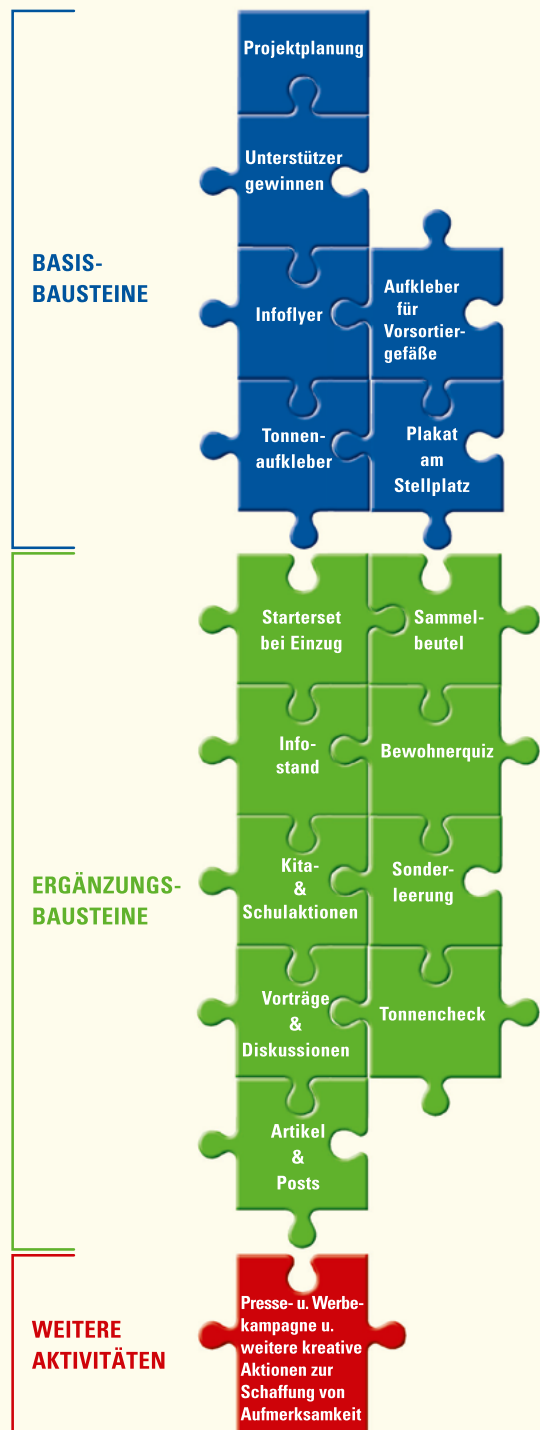 BASIS-
BAUSTEINE
Projektplanung
Unterstützer
gewinnen
Infoflyer
Aufkleber
für
Vorsortier-
gefäße
Tonnen-
aufkleber
Plakat
am
Stellplatz
ERGÄNZUNGS-
BAUSTEINE
Starterset
bei Einzug
Sammel-
beutel
Info-
stand
Bewohnerquiz
Kita-
&
Schulaktionen
Sonder-
leerung
Vorträge
&
Diskussionen
Tonnencheck
Artikel
&
Posts
WEITERE
AKTIVITÄTEN
Presse- u. Werbe-
kampagne u.
weitere kreative
Aktionen zur
Schaffung von
Aufmerksamkeit